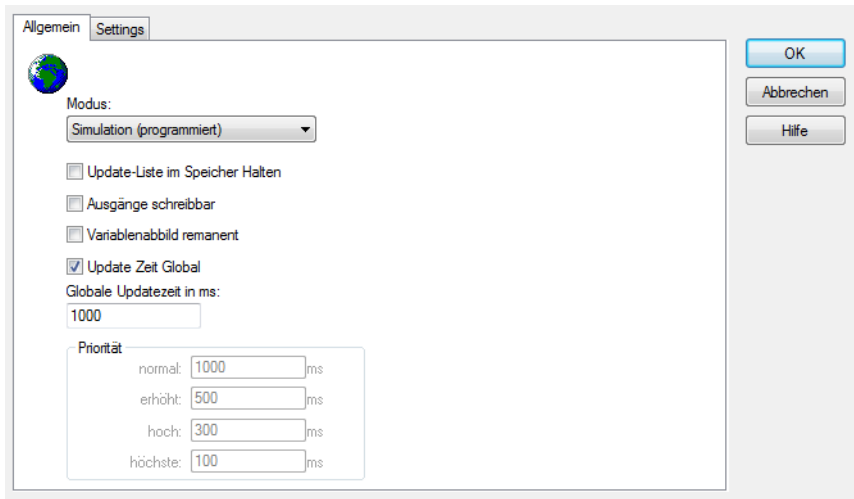 Allgemein Settings
OK
Abbrechen
Hilfe
Modus:
Simulation (programmiert)
Update-Liste im Speicher Halten
Ausgänge schreibbar
Variablenabbild remanent
Update Zeit Global
Globale Updatezeit in ms:
1000
Priorität
normal: 1000 ms
erhöht: 500 ms
hoch: 300 ms
höchste: 100 ms